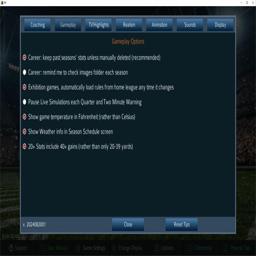 Coaching Gameplay TV/Highlights Realism Animation Sounds Display
Gameplay Options
Career: keep past seasons' stats unless manually deleted (recommended)
Career: remind me to check images folder each season
Exhibition games, automatically load rules from home league any time it changes
Pause Live Simulations each Quarter and Two Minute Warning
Show game temperature in Fahrenheit (rather than Celsius)
Show Weather info in Season Schedule screen
20+ Stats include 40+ gains (rather than only 20-39 yards)
Close Reset Tips